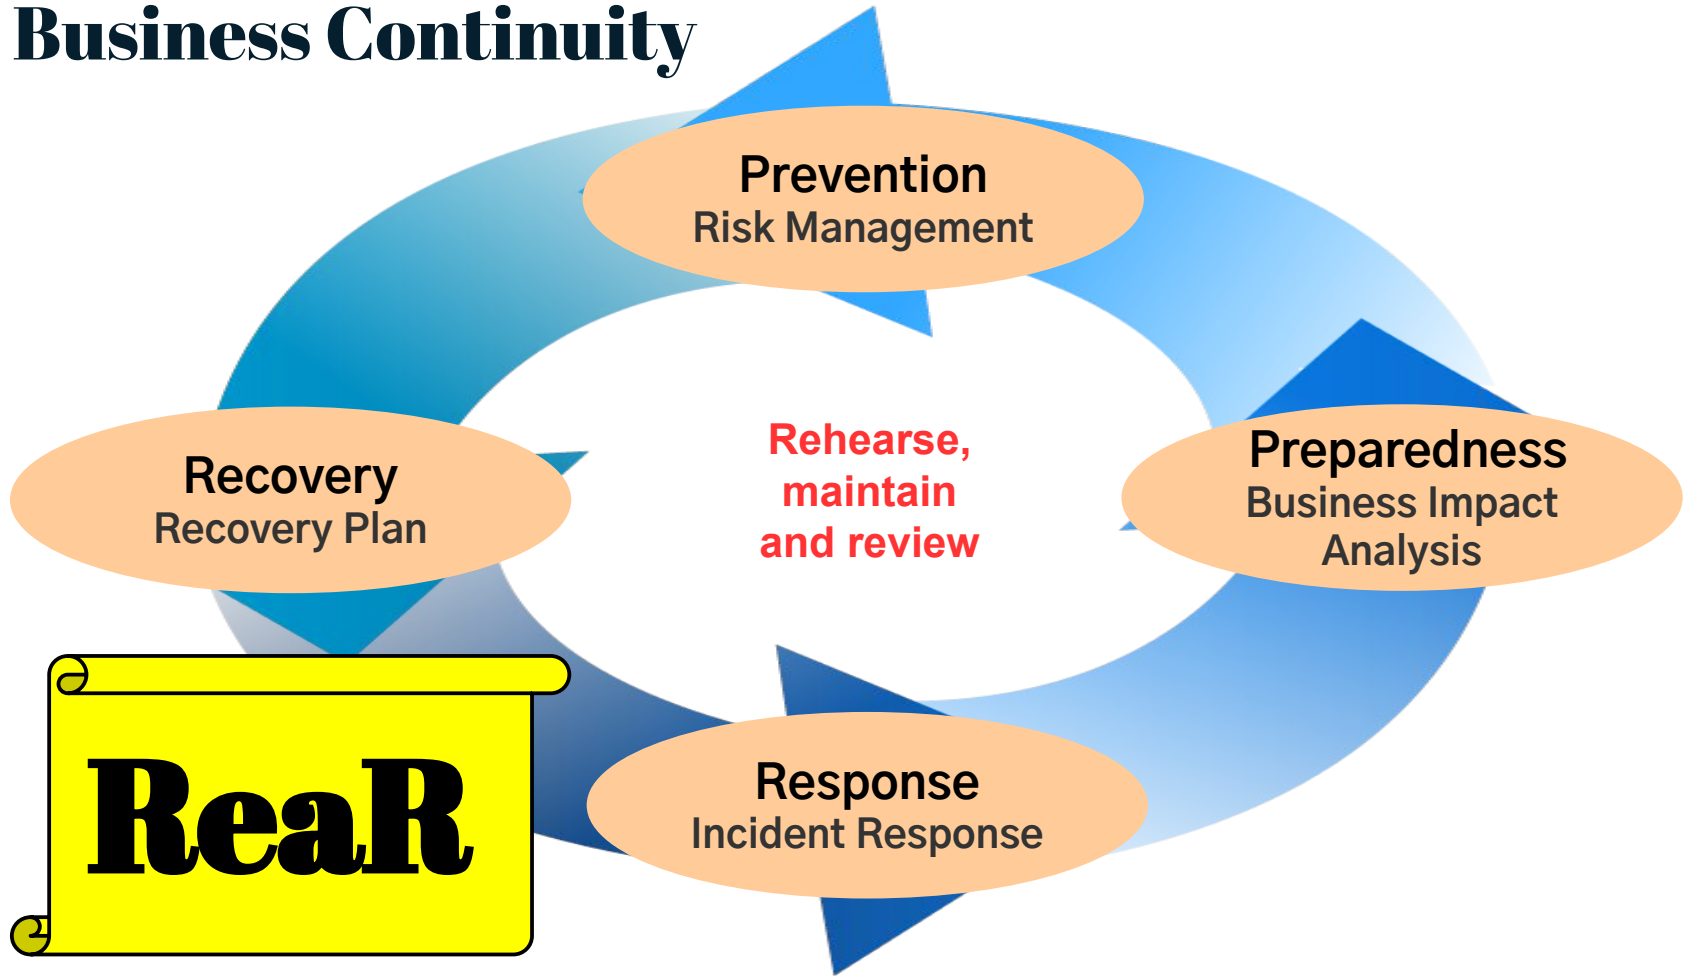 Business Continuity
Prevention
Risk Management
Rehearse,
maintain
and review
Preparedness
Business Impact
Analysis
Recovery
Recovery Plan
Response
Incident Response
ReaR